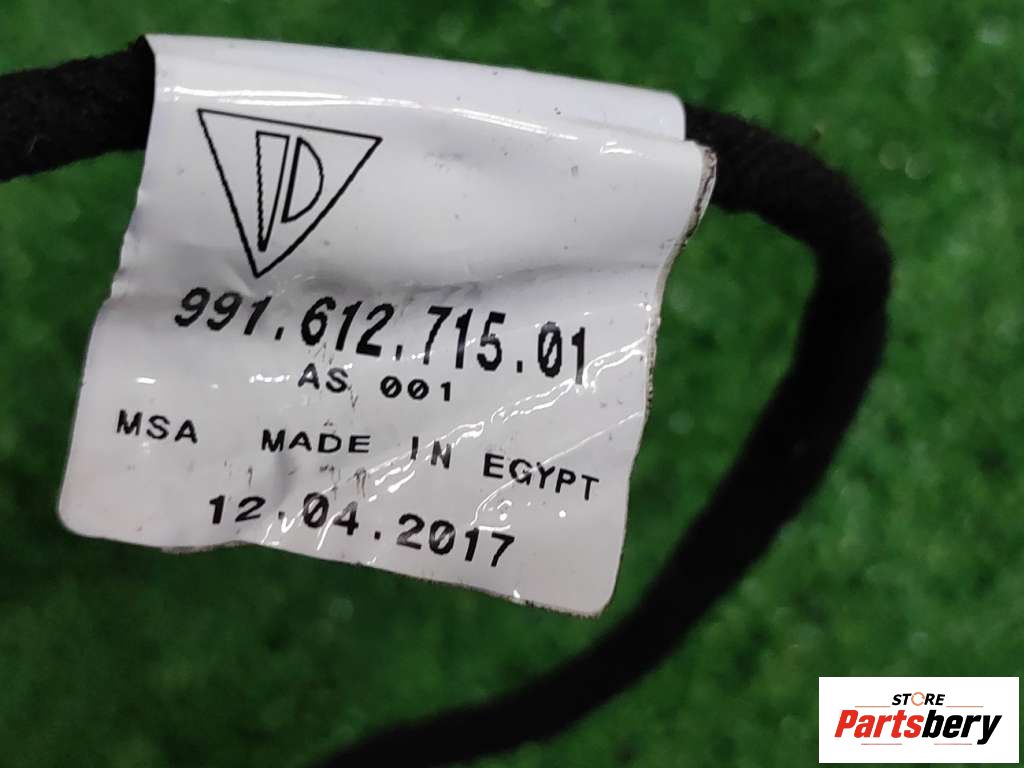 991.612.715.01
AS 001
MSA MADE IN EGYPT
12.04.2017
STORE
Partsbery